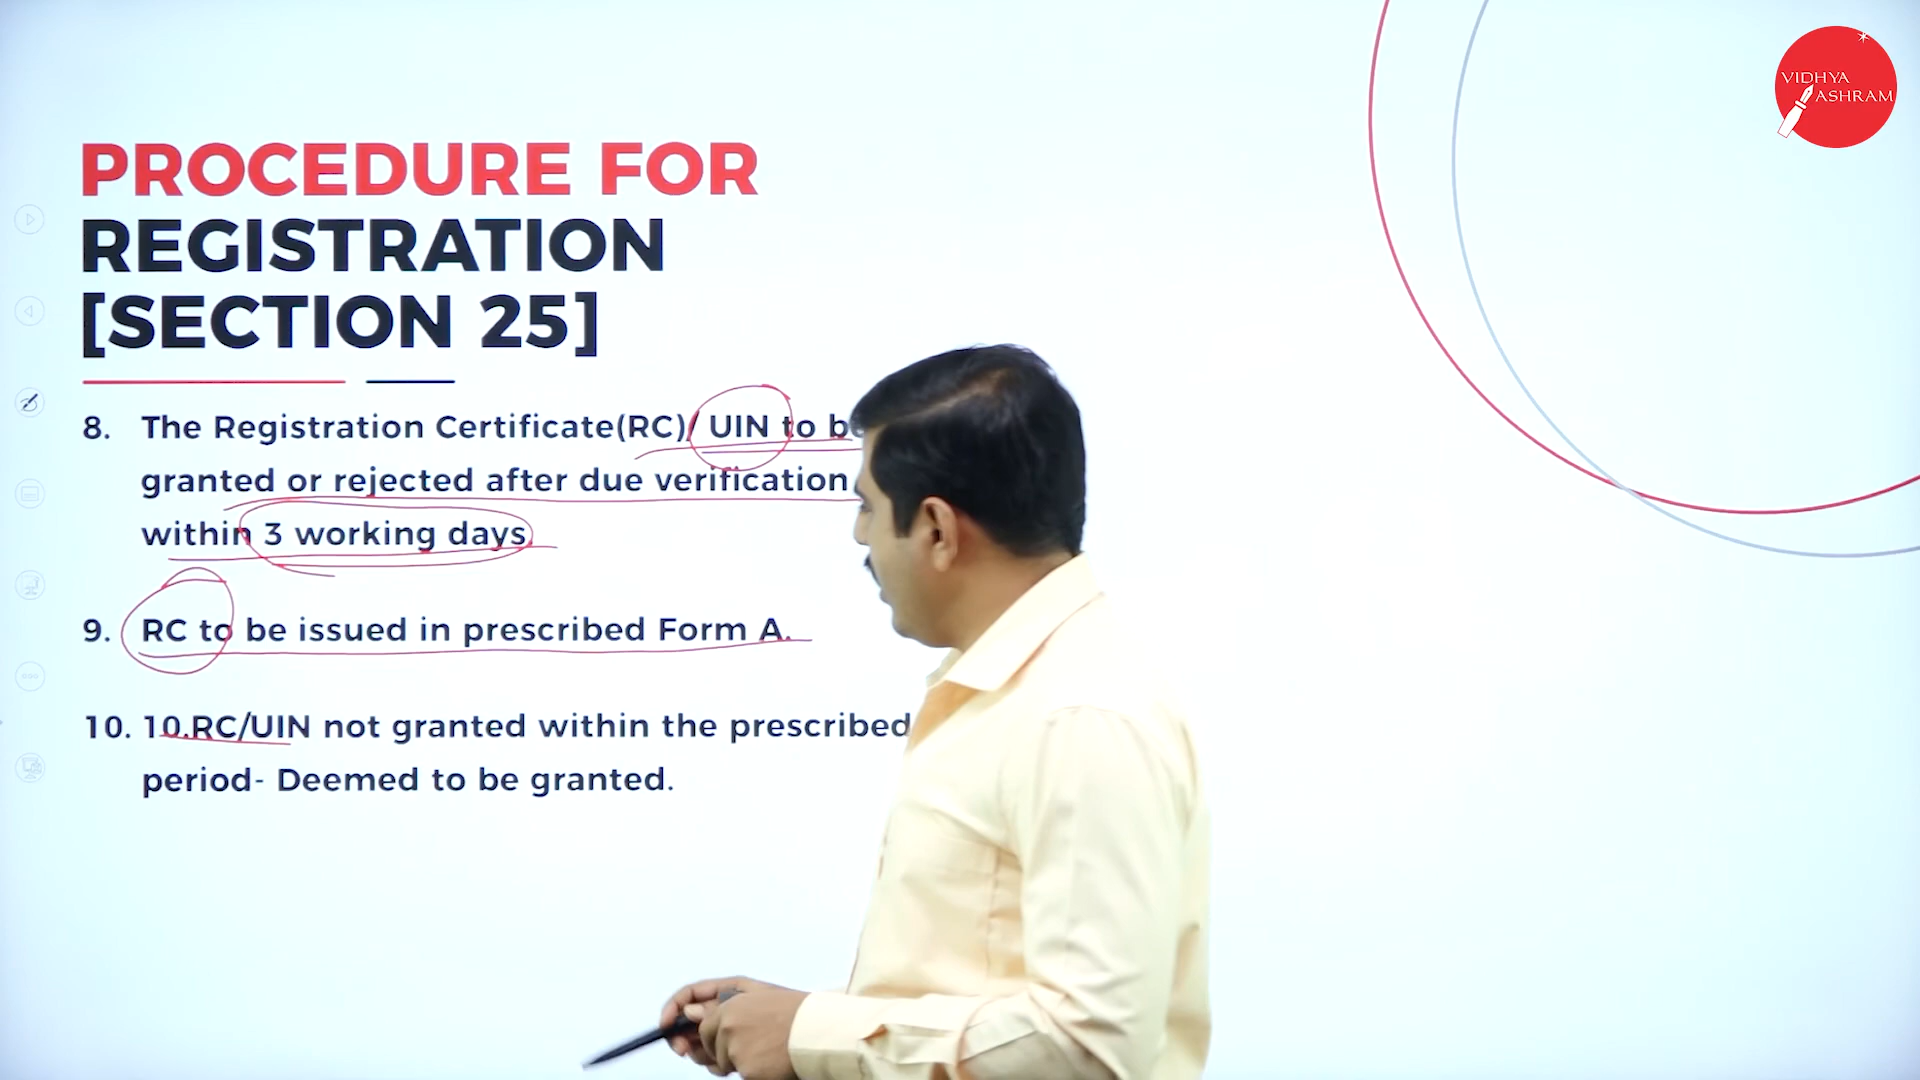 VIDHYA
ASHRAM
PROCEDURE FOR
REGISTRATION
[SECTION 25]
8. The Registration Certificate(RC)/ UIN to be
granted or rejected after due verification
within 3 working days
9. RC to be issued in prescribed Form A.
10. 10.RC/UIN not granted within the prescribed
period- Deemed to be granted.